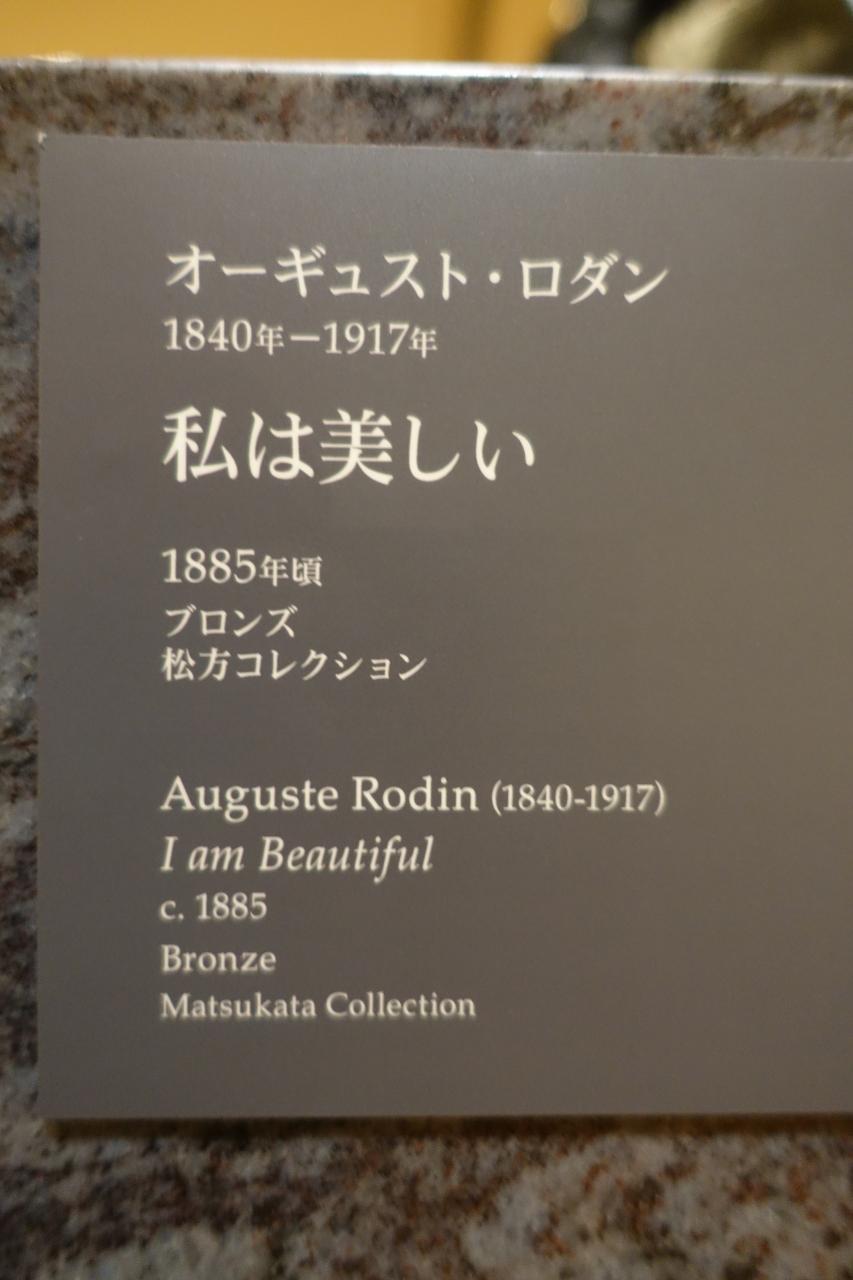 オーギュスト・ロダン
1840年－1917年
私は美しい
1885年頃
ブロンズ
松方コレクション
Auguste Rodin (1840-1917)
I am Beautiful
c. 1885
Bronze
Matsukata Collection